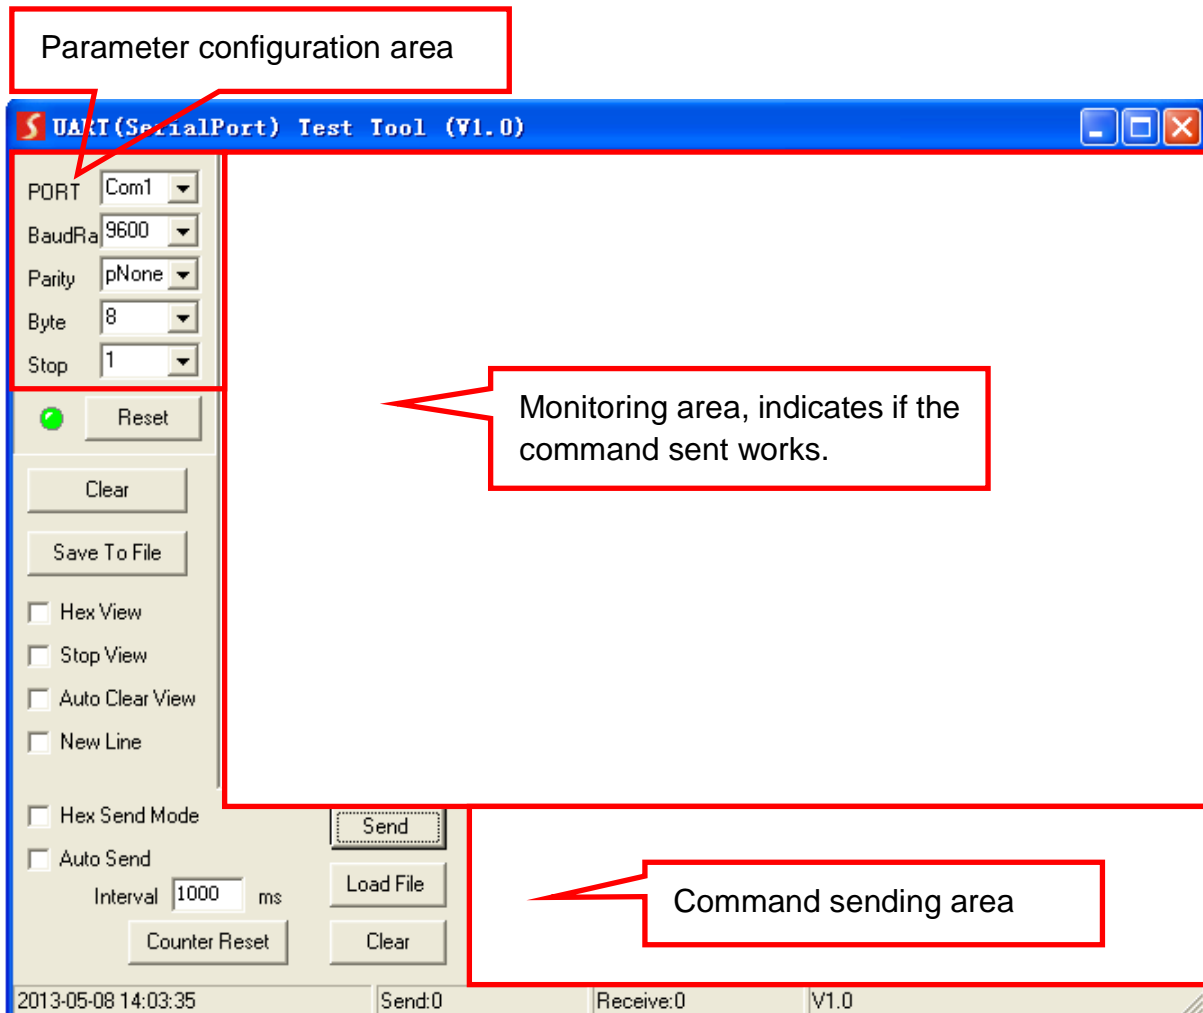 Parameter configuration area
UART(SerialPort) Test Tool (V1.0)
PORT Com1
BaudRa 9600
Parity pNone
Byte 8
Stop 1
Reset
Monitoring area, indicates if the
command sent works.
Clear
Save To File
Hex View
Stop View
Auto Clear View
New Line
Hex Send Mode
Send
Auto Send
Interval 1000 ms
Load File
Command sending area
Counter Reset
Clear
2013-05-08 14:03:35
Send:0
Receive:0
V1.0